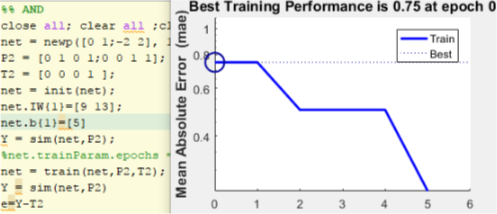 %% AND
close all; clear all ;cl
net = newp([0 1;-2 2],
P2 = [0 1 0 1;0 0 1 1];
T2 = [0 0 0 1 ];
net = init(net);
net.IW{1}=[9 13];
net.b{1}=[5]
Y = sim(net,P2);
%net.trainParam.epochs
net = train(net,P2,T2);
Y = sim(net,P2)
e=Y-T2
Best Training Performance is 0.75 at epoch 0
Mean Absolute Error (mae)
1
0.8
0.6
0.4
Train
Best
0 1 2 3 4 5 6